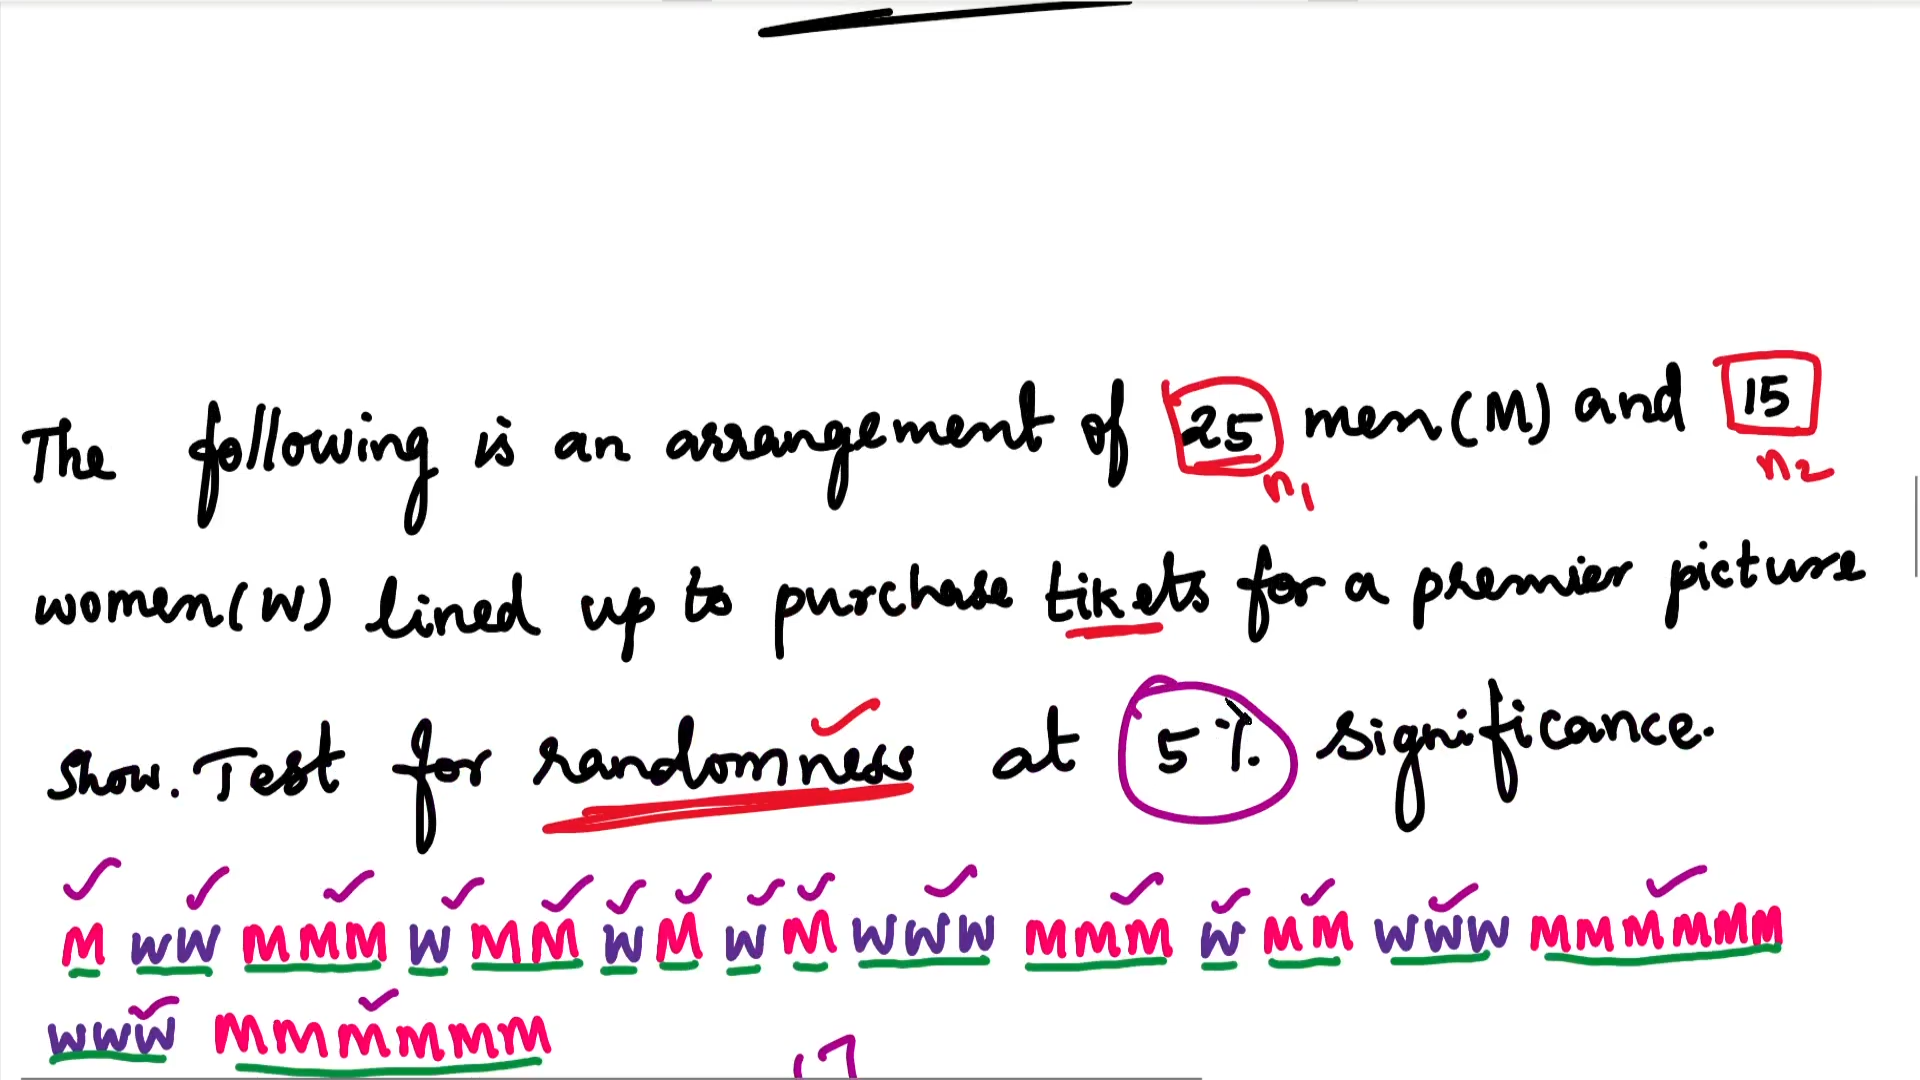 The following is an arrangement of 25 men(M) and 15
n1 n2
women(W) lined up to purchase tikets for a premier picture
show. Test for randomness at 5% significance.
M WW MMM W MM W M W M WWW MMM W MM WWW MMMMMM
WWW MMMMMM
17